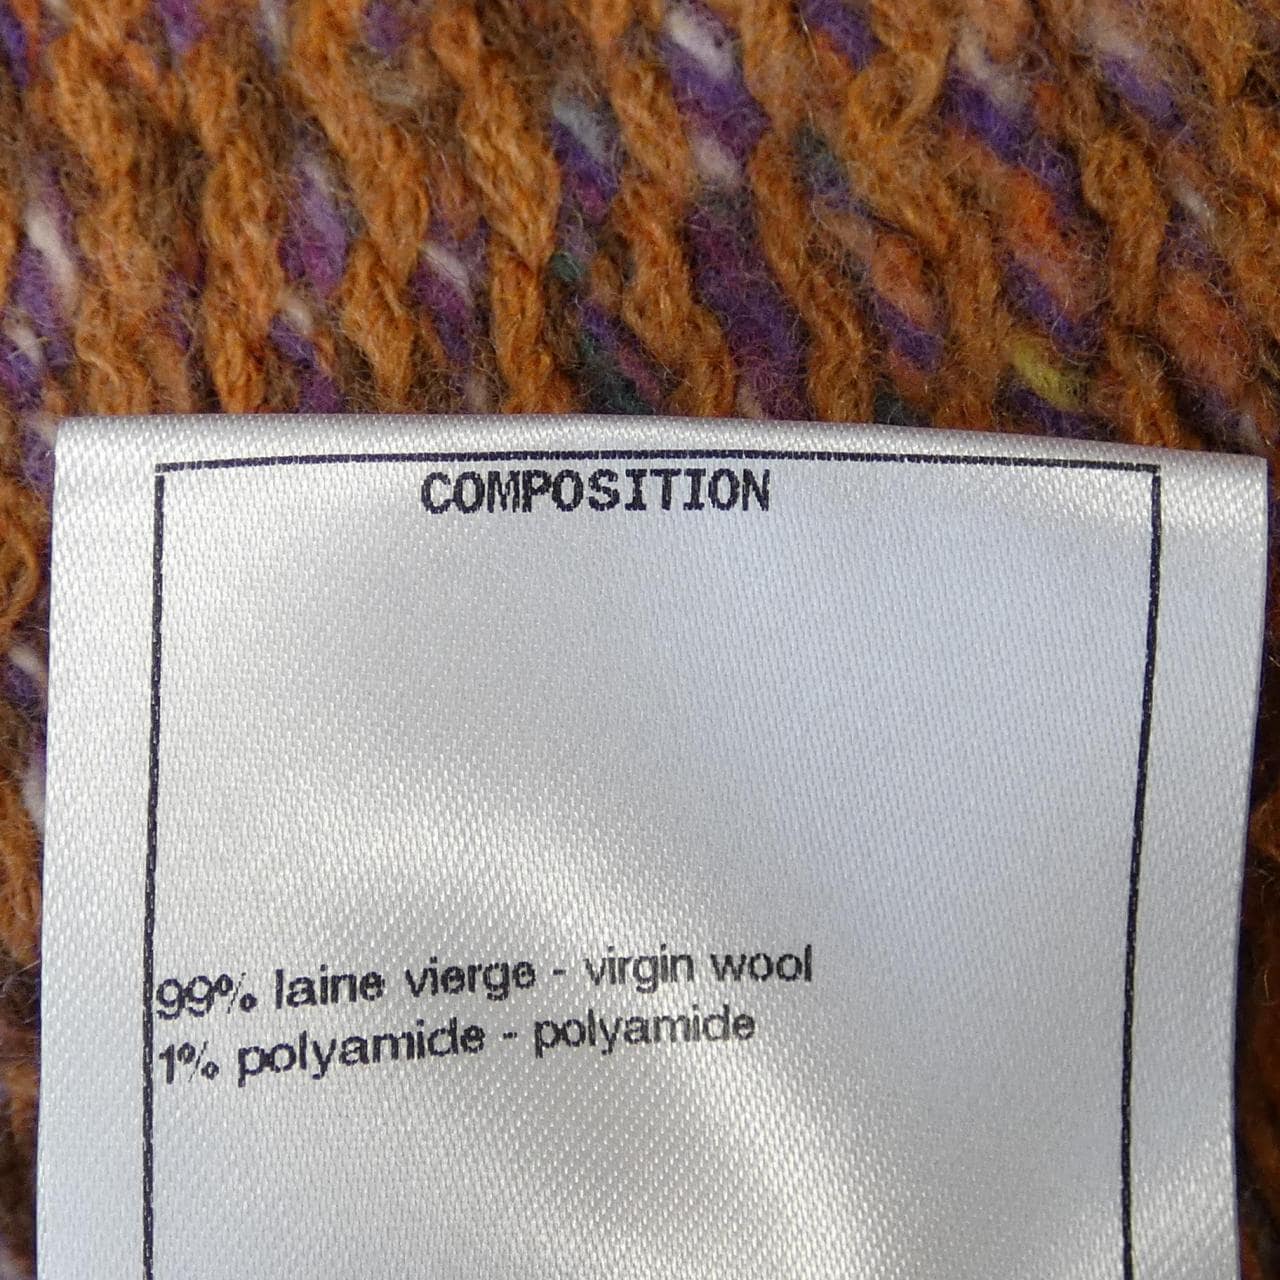 COMPOSITION
99% laine vierge - virgin wool
1% polyamide - polyamide